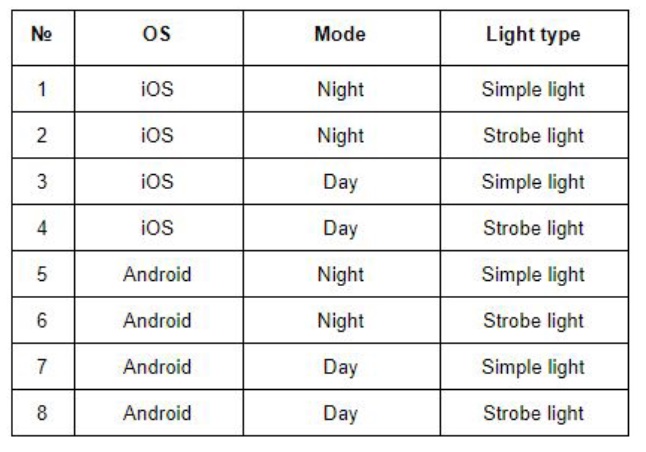 № OS Mode Light type
1 iOS Night Simple light
2 iOS Night Strobe light
3 iOS Day Simple light
4 iOS Day Strobe light
5 Android Night Simple light
6 Android Night Strobe light
7 Android Day Simple light
8 Android Day Strobe light